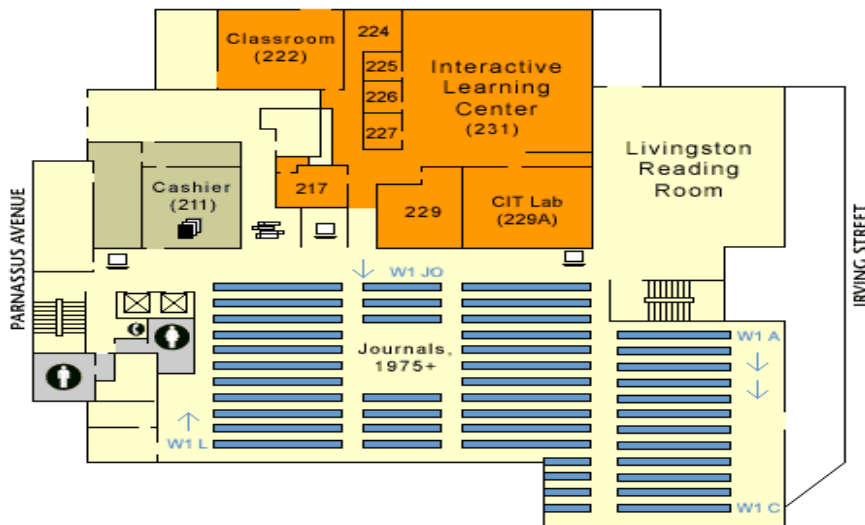 Classroom
(222)
224
225
226
227
Interactive
Learning
Center
(231)
Livingston
Reading
Room
Cashier
(211)
217
229
CIT Lab
(229A)
PARNASSUS AVENUE
IRVING STREET
W1 JO
Journals,
1975+
W1 A
W1 L
W1 C